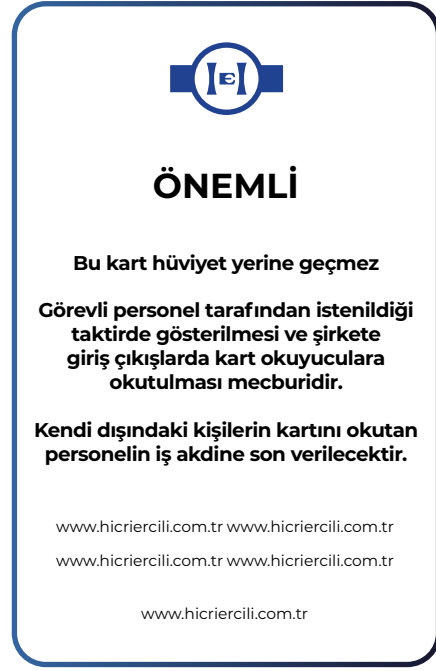 HEH
ÖNEMLİ
Bu kart hüviyet yerine geçmez
Görevli personel tarafından istenildiği
taktirde gösterilmesi ve şirkete
giriş çıkışlarda kart okuyuculara
okutulması mecburidir.
Kendi dışındaki kişilerin kartını okutan
personelin iş akdine son verilecektir.
www.hicriercili.com.tr www.hicriercili.com.tr
www.hicriercili.com.tr www.hicriercili.com.tr
www.hicriercili.com.tr